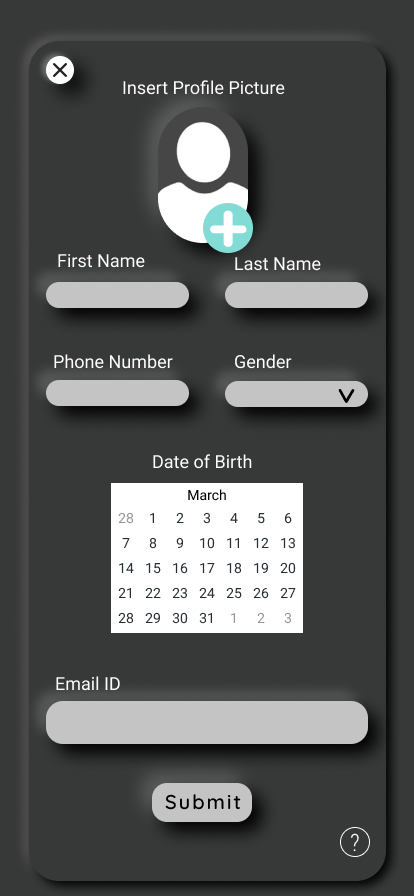 Insert Profile Picture
First Name
Last Name
Phone Number
Gender
Date of Birth
March
28 1 2 3 4 5 6
7 8 9 10 11 12 13
14 15 16 17 18 19 20
21 22 23 24 25 26 27
28 29 30 31 1 2 3
Email ID
Submit
?